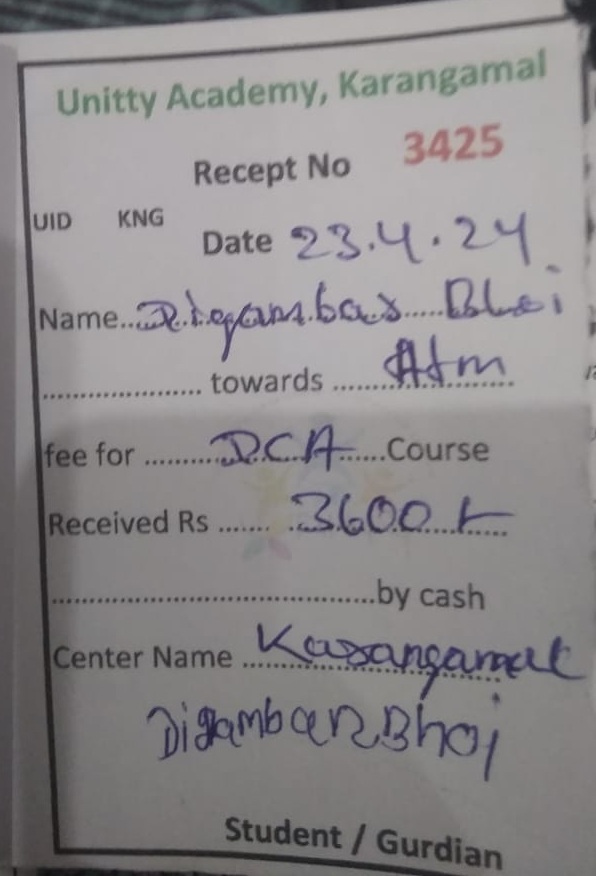 Unitty Academy, Karangamal
Recept No 3425
UID KNG
Date 23.4.24
Name..Digambar.....Bhoi
.................... towards ....Adm....
fee for ..........DCA......Course
Received Rs ....... 3600/-
........................................by cash
Center Name ....Karangamal
Digambar Bhoi
Student / Gurdian